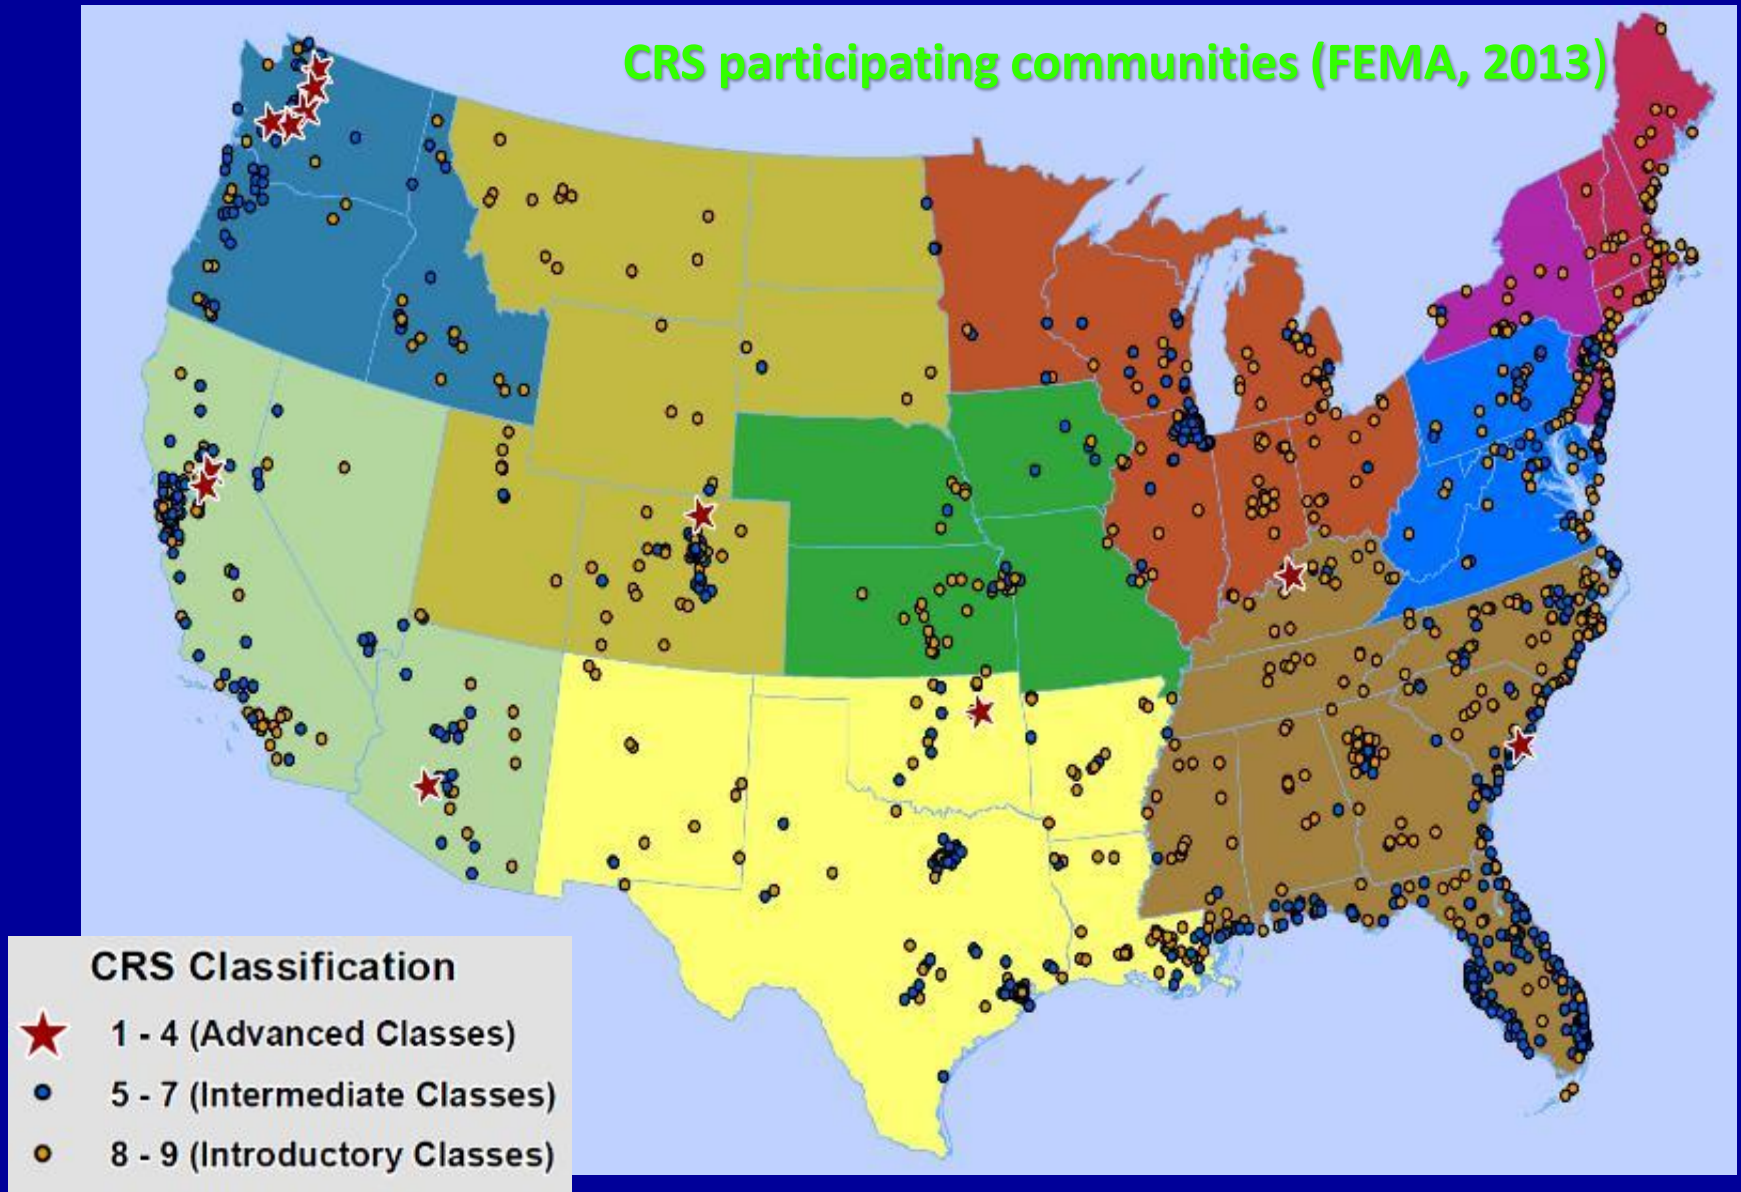 CRS participating communities (FEMA, 2013)
CRS Classification
1 - 4 (Advanced Classes)
5 - 7 (Intermediate Classes)
8 - 9 (Introductory Classes)